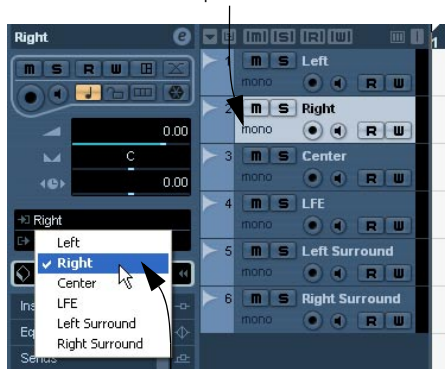 Right
e
[M] [S] [R] [W]
1
M S R W
0.00
C
0.00
Right
Left
Right
Center
LFE
Left Surround
Right Surround
Ins
Eq
Sends
1 M S Left
mono R W
2 M S Right
mono R W
3 M S Center
mono R W
4 M S LFE
mono R W
5 M S Left Surround
mono R W
6 M S Right Surround
mono R W